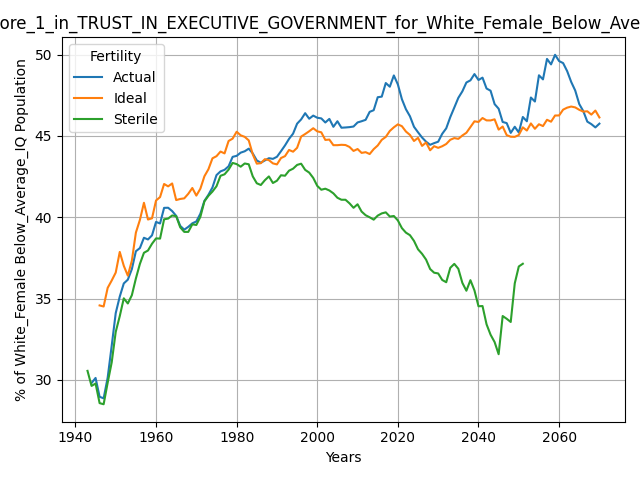 ore_1_in_TRUST_IN_EXECUTIVE_GOVERNMENT_for_White_Female_Below_Ave
Fertility
Actual
Ideal
Sterile
% of White_Female Below_Average_IQ Population
50
45
40
35
30
1940
1960
1980
2000
2020
2040
2060
Years